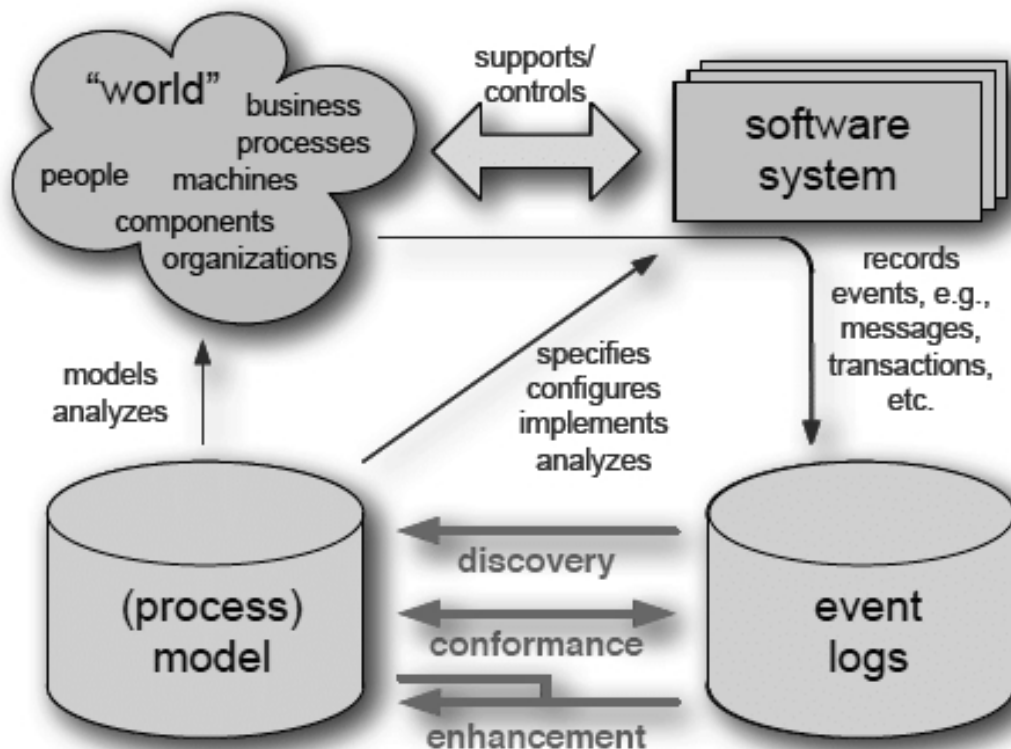 “world”
business
processes
people machines
components
organizations
supports/
controls
software
system
records
events, e.g.,
messages,
transactions,
etc.
models
analyzes
specifies
configures
implements
analyzes
(process)
model
discovery
conformance
enhancement
event
logs